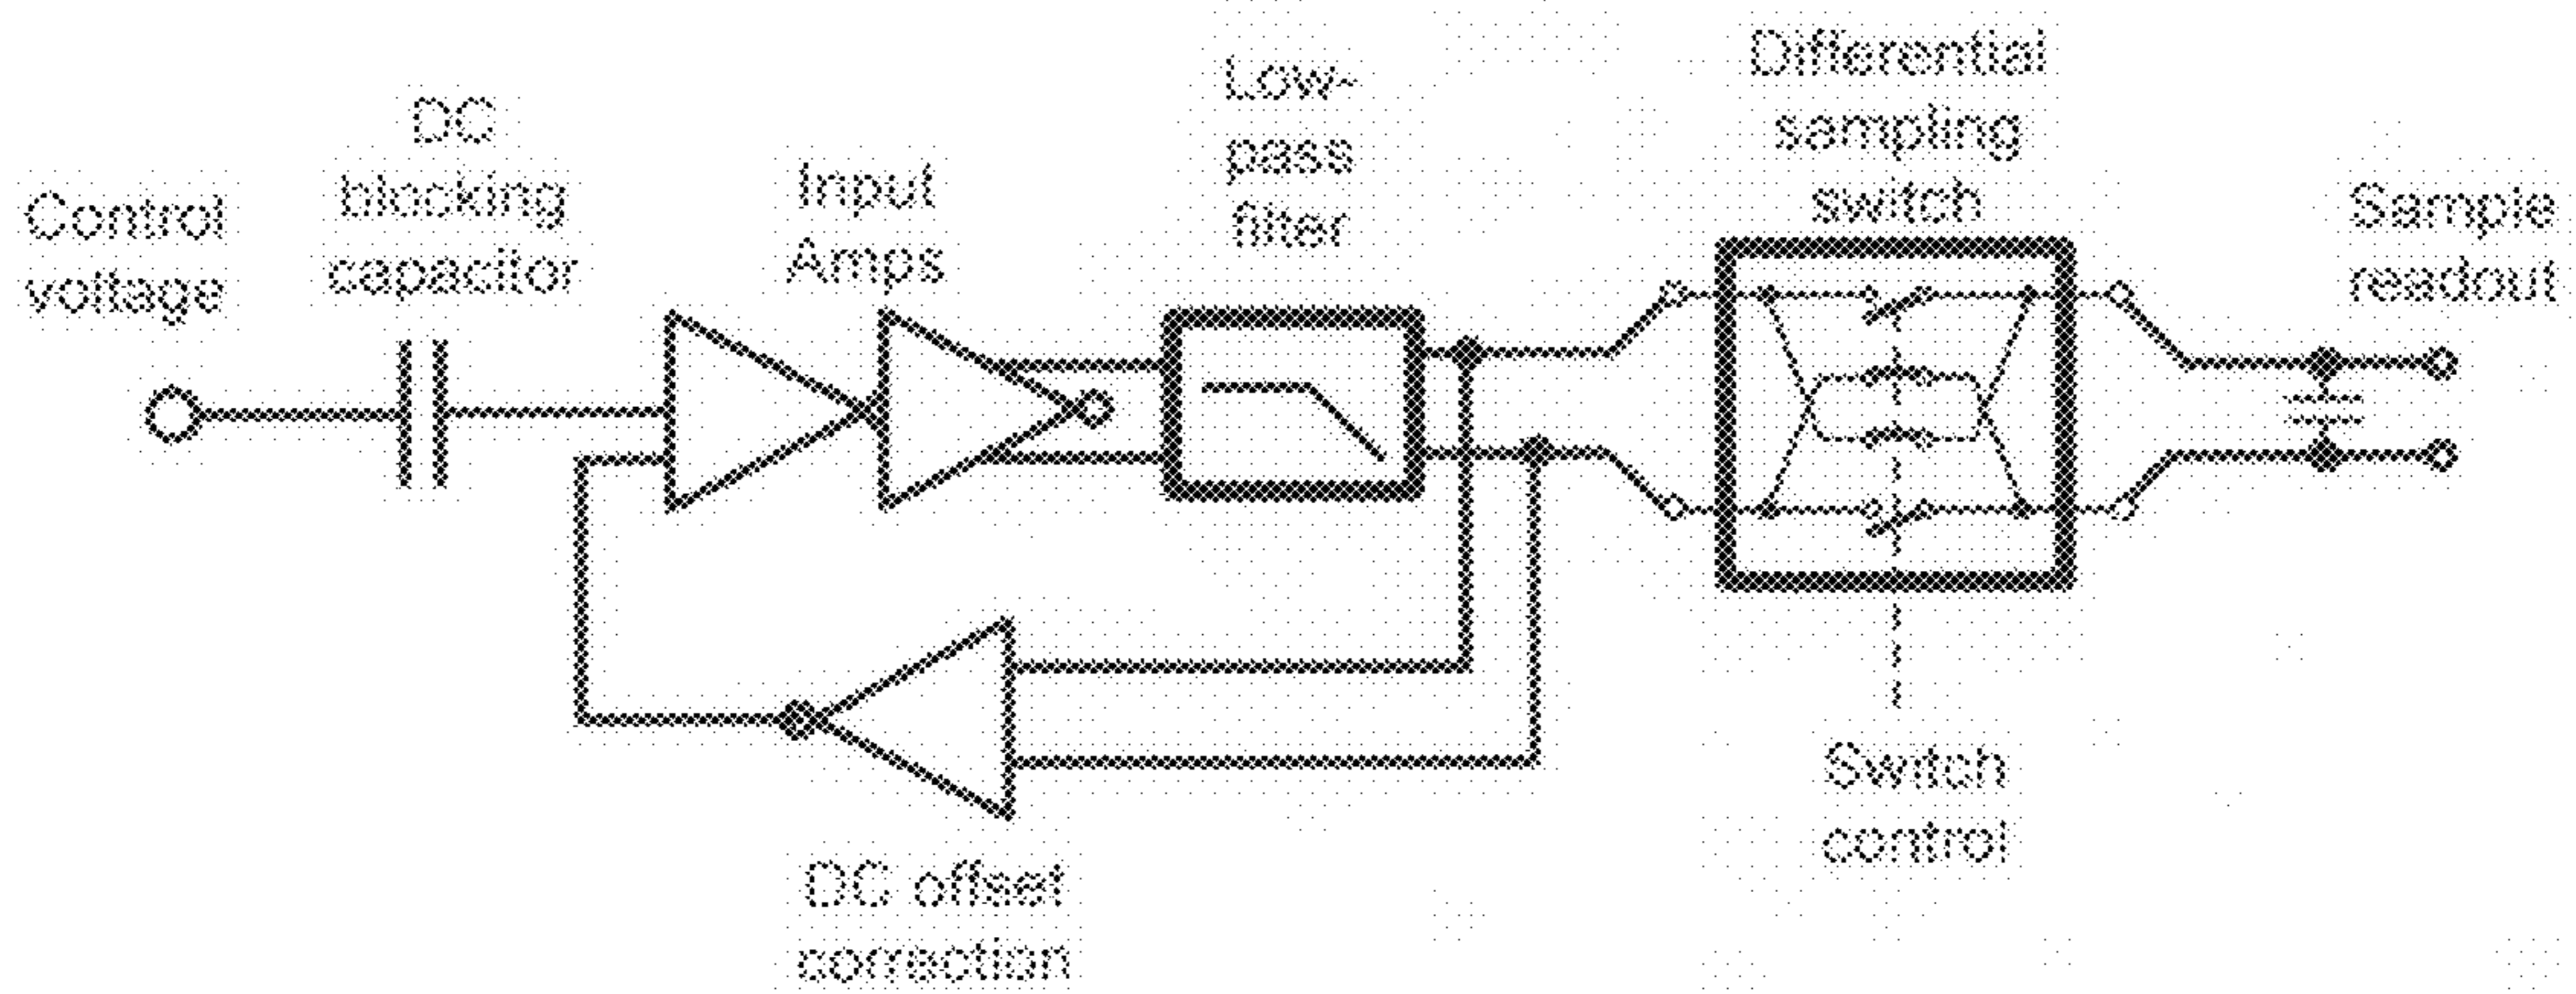 Control
voltage
DC
blocking
capacitor
Input
Amps
Low-
pass
filter
Differential
sampling
switch
Sample
readout
DC offset
correction
Switch
control